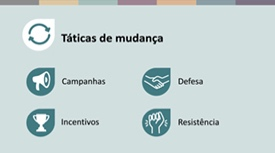 Táticas de mudança
Campanhas
Defesa
Incentivos
Resistência